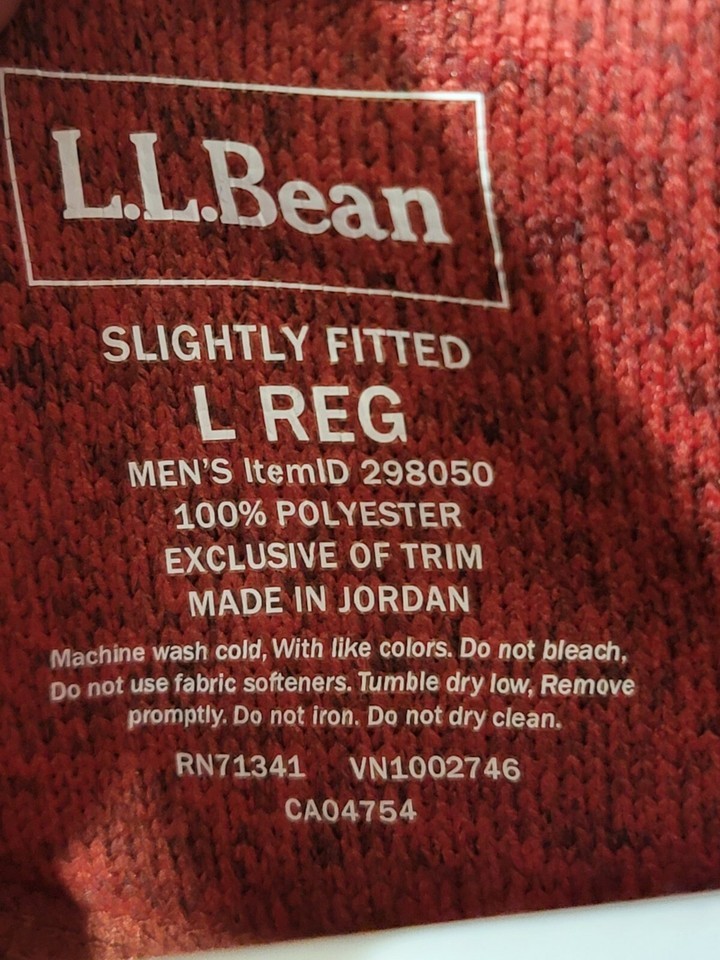 L.L.Bean
SLIGHTLY FITTED
L REG
MEN'S ItemID 298050
100% POLYESTER
EXCLUSIVE OF TRIM
MADE IN JORDAN
Machine wash cold, With like colors. Do not bleach,
Do not use fabric softeners. Tumble dry low, Remove
promptly. Do not iron. Do not dry clean.
RN71341 VN1002746
CA04754